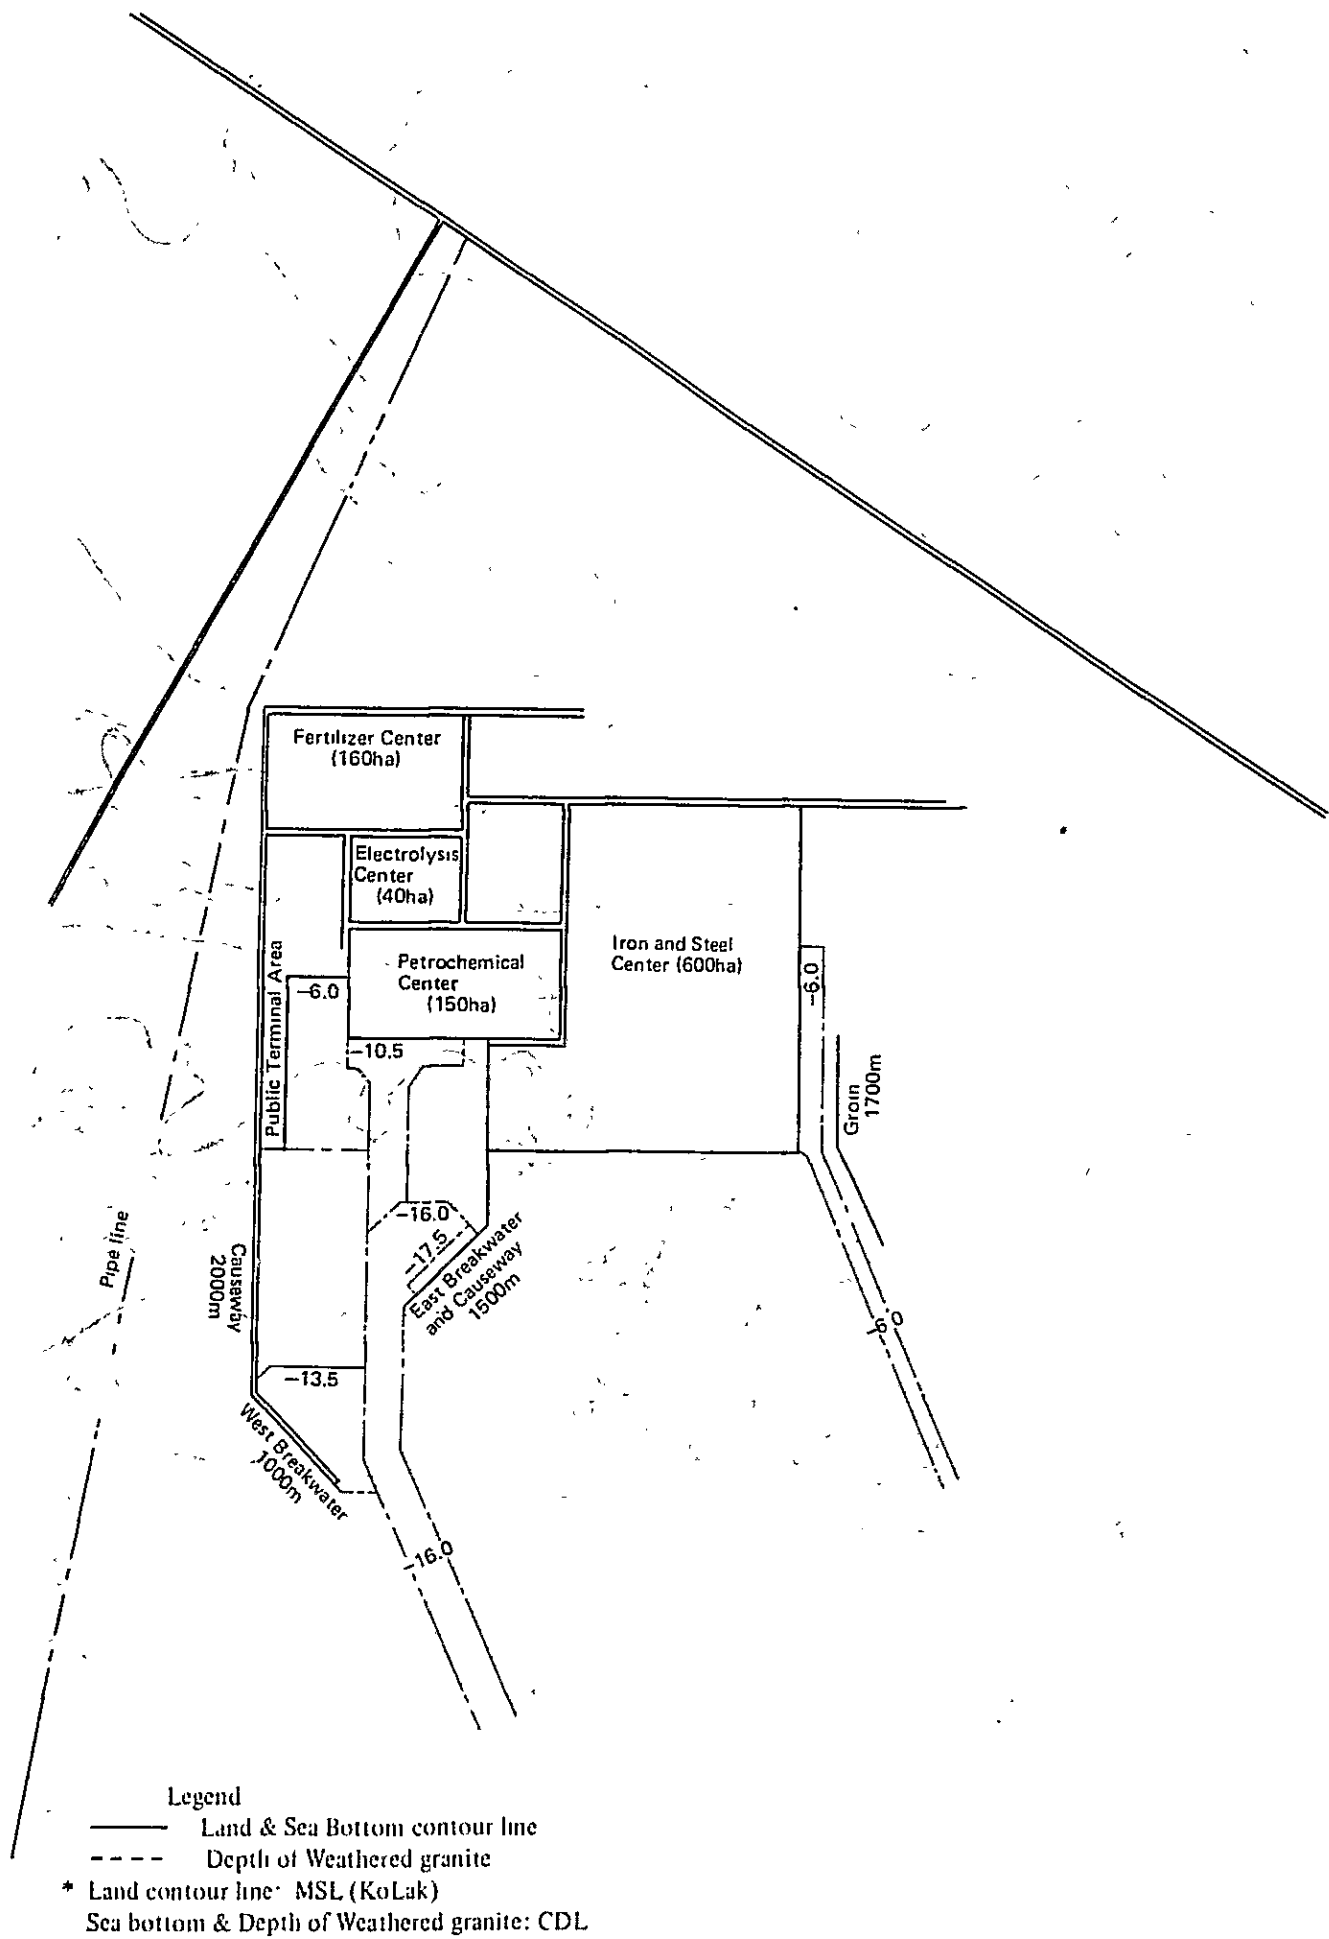 Fertilizer Center
(160ha)
Electrolysis
Center
(40ha)
Petrochemical
Center
(150ha)
Iron and Steel
Center (600ha)
Public Terminal Area
−6.0
−6.0
−10.5
Groin
1700m
−16.0
−17.5
East Breakwater
and Causeway
1500m
Pipe line
Causeway
2000m
−6.0
−13.5
West Breakwater
1000m
−16.0
Legend
Land & Sea Bottom contour line
Depth of Weathered granite
* Land contour line: MSL (KoLak)
Sea bottom & Depth of Weathered granite: CDL